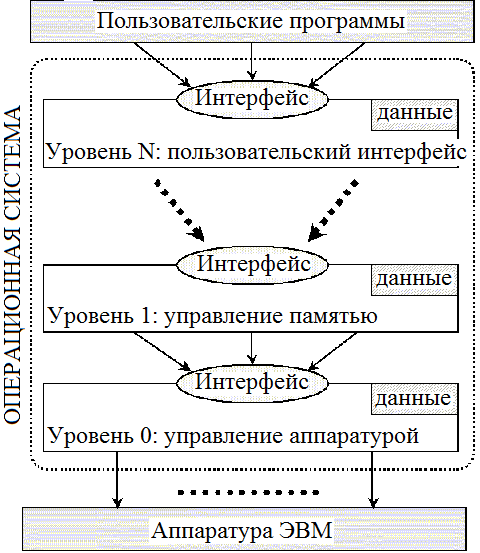 Пользовательские программы
ОПЕРАЦИОННАЯ СИСТЕМА
Интерфейс
данные
Уровень N: пользовательский интерфейс
Интерфейс
данные
Уровень 1: управление памятью
Интерфейс
данные
Уровень 0: управление аппаратурой
Аппаратура ЭВМ